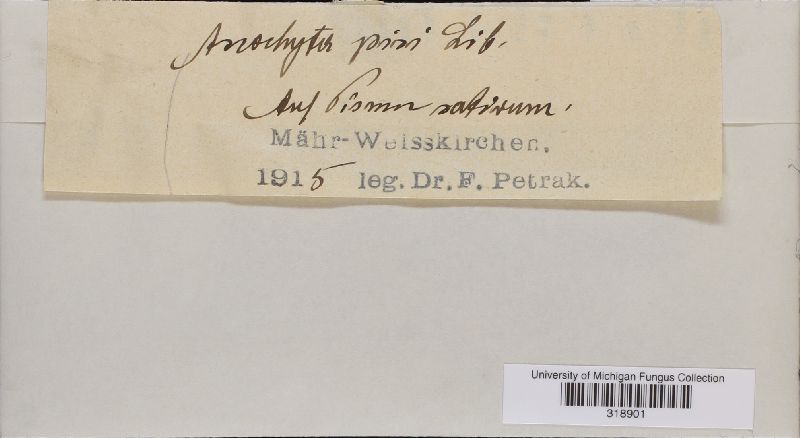 Ascochyta pisi Lib.
Auf Pisum sativum.
Mähr-Weisskirchen.
1915 leg. Dr. F. Petrak.
University of Michigan Fungus Collection
318901